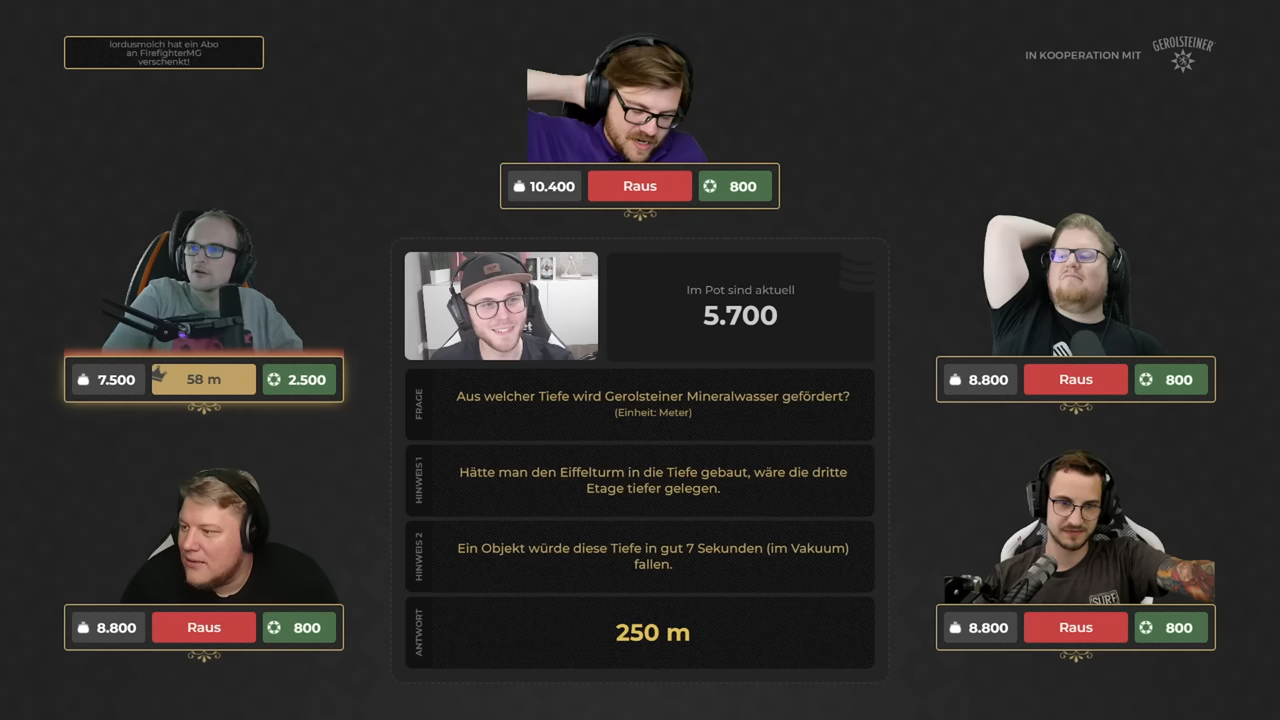 lordusmolch hat ein Abo
an FirefighterMG
verschenkt!
IN KOOPERATION MIT
GEROLSTEINER
10.400
Raus
800
Im Pot sind aktuell
5.700
7.500
58 m
2.500
8.800
Raus
800
FRAGE
Aus welcher Tiefe wird Gerolsteiner Mineralwasser gefördert?
(Einheit: Meter)
HINWEIS 1
Hätte man den Eiffelturm in die Tiefe gebaut, wäre die dritte
Etage tiefer gelegen.
HINWEIS 2
Ein Objekt würde diese Tiefe in gut 7 Sekunden (im Vakuum)
fallen.
ANTWORT
250 m
8.800
Raus
800
SURF
8.800
Raus
800